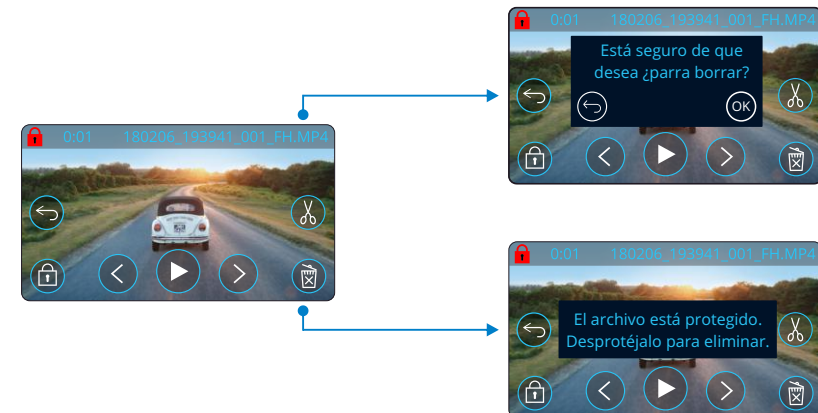 0:01 180206_193941_001_FH.MP4
Está seguro de que
desea ¿parra borrar?
OK
0:01 180206_193941_001_FH.MP4
0:01 180206_193941_001_FH.MP4
El archivo está protegido.
Desprotéjalo para eliminar.